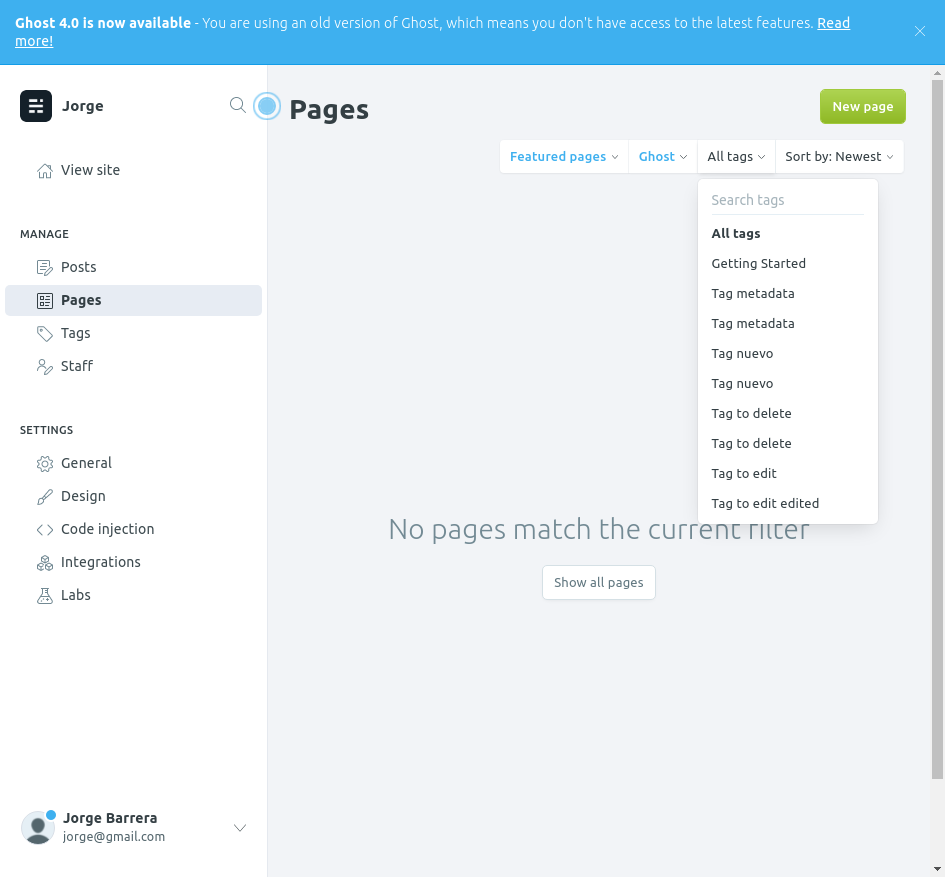 Ghost 4.0 is now available - You are using an old version of Ghost, which means you don't have access to the latest features. Read
more!
Jorge
Pages
New page
Featured pages
Ghost
All tags
Sort by: Newest
View site
MANAGE
Posts
Pages
Tags
Staff
SETTINGS
General
Design
Code injection
Integrations
Labs
Search tags
All tags
Getting Started
Tag metadata
Tag metadata
Tag nuevo
Tag nuevo
Tag to delete
Tag to delete
Tag to edit
Tag to edit edited
No pages match the current filter
Show all pages
Jorge Barrera
jorge@gmail.com